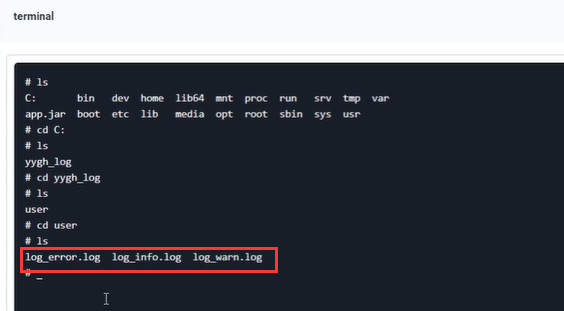 terminal
# ls
C: bin dev home lib64 mnt proc run srv tmp var
app.jar boot etc lib media opt root sbin sys usr
# cd C:
# ls
yygh_log
# cd yygh_log
# ls
user
# cd user
# ls
log_error.log log_info.log log_warn.log
# _